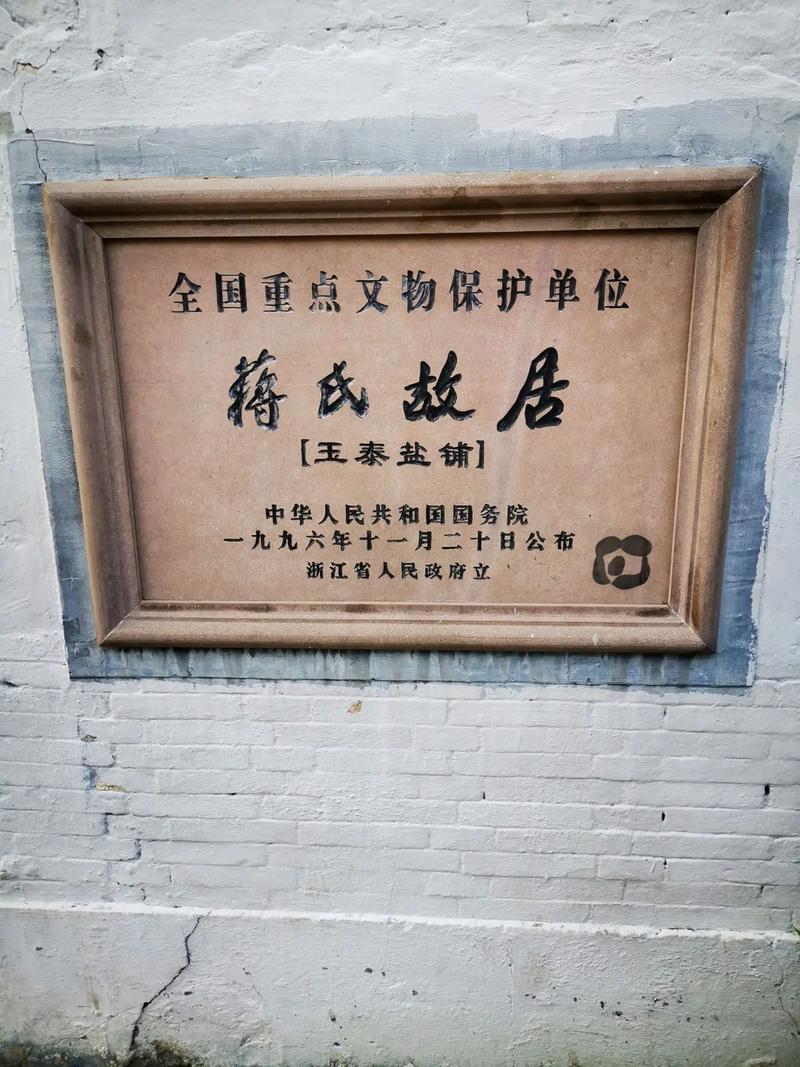 全国重点文物保护单位
蒋氏故居
[玉泰盐铺]
中华人民共和国国务院
一九九六年十一月二十日公布
浙江省人民政府立